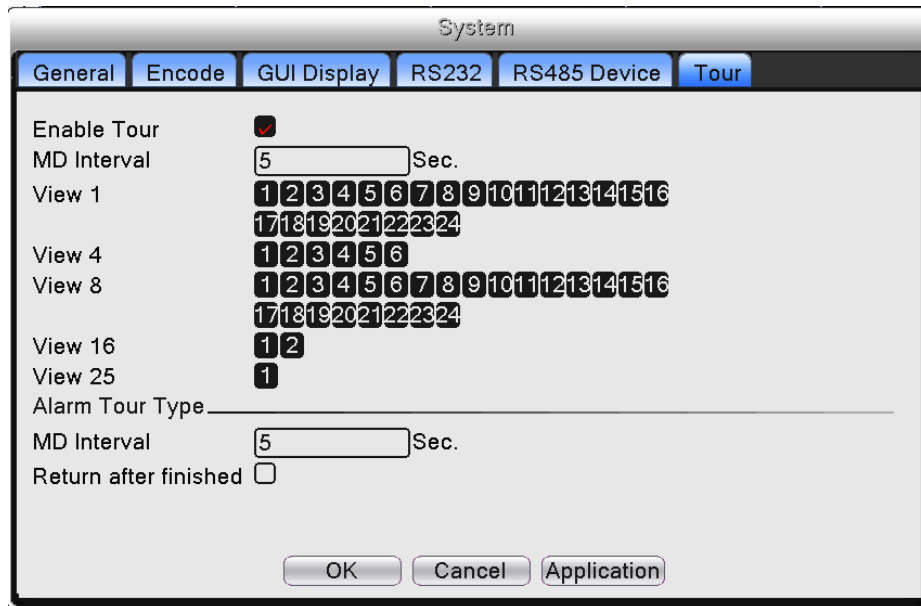 System
General Encode GUI Display RS232 RS485 Device Tour
Enable Tour
MD Interval 5 Sec.
View 1 1 2 3 4 5 6 7 8 9 10 11 12 13 14 15 16
17 18 19 20 21 22 23 24
View 4 1 2 3 4 5 6
View 8 1 2 3 4 5 6 7 8 9 10 11 12 13 14 15 16
17 18 19 20 21 22 23 24
View 16 1 2
View 25 1
Alarm Tour Type
MD Interval 5 Sec.
Return after finished
OK Cancel Application